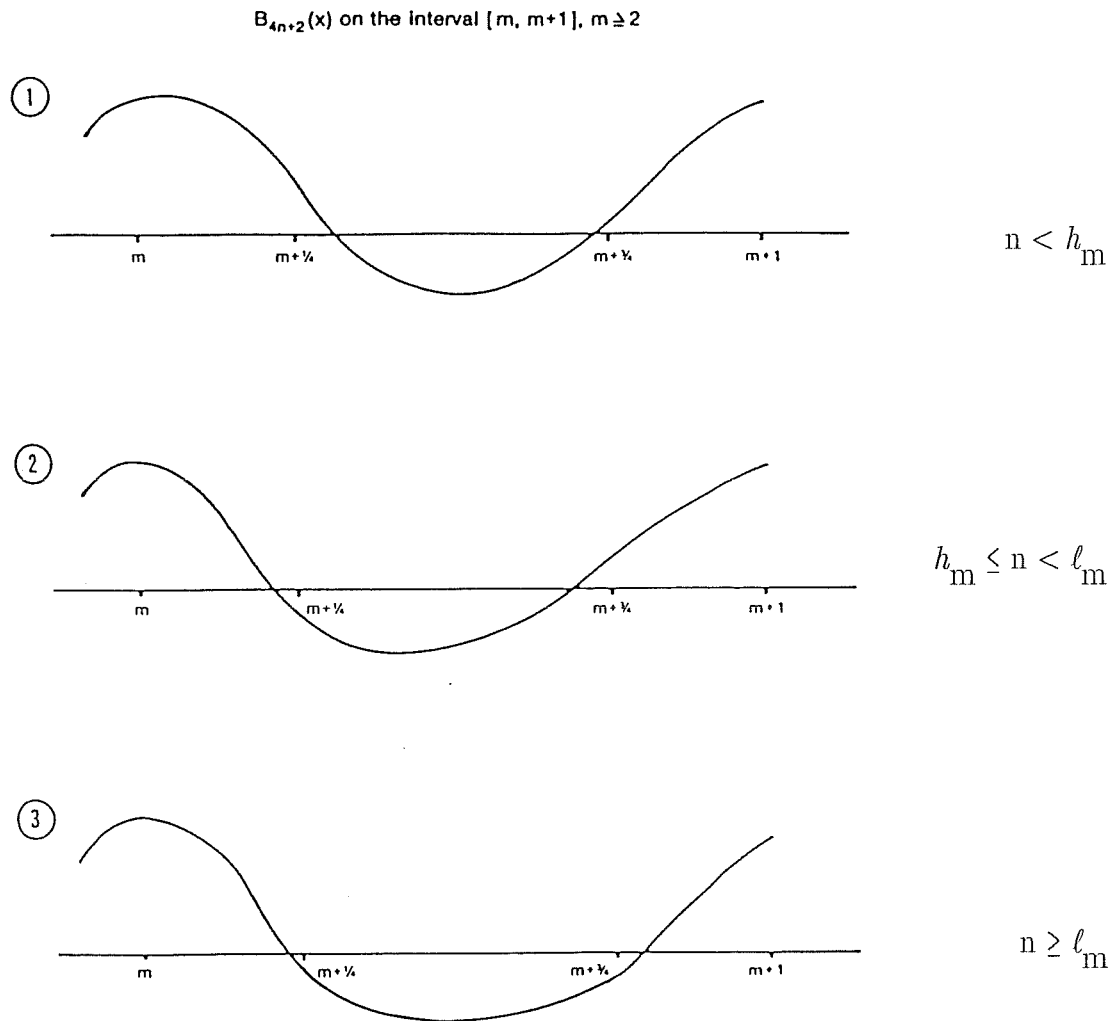 B₄ₙ₊₂(x) on the interval [m, m+1], m ≧ 2
1
m m + ¼ m + ¾ m + 1
n < hₘ
2
m m + ¼ m + ¾ m + 1
hₘ ≤ n < ℓₘ
3
m m + ¼ m + ¾ m + 1
n ≥ ℓₘ